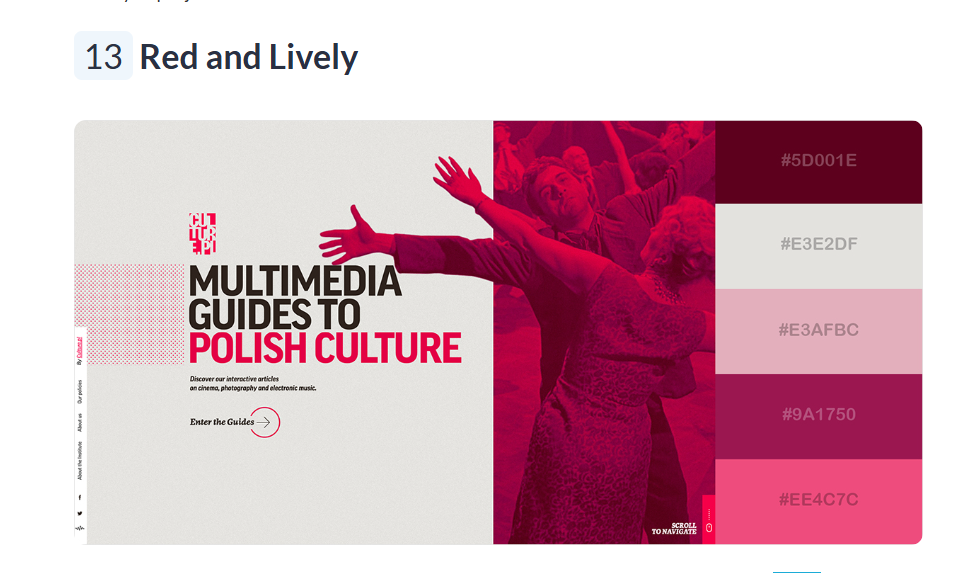 13 Red and Lively
CUL
TUR
E.PL
MULTIMEDIA
GUIDES TO
POLISH CULTURE
Discover our interactive articles
on cinema, photography and electronic music.
Enter the Guides
By Culture.pl
Our policies
About us
About the Institute
SCROLL
TO NAVIGATE
#5D001E
#E3E2DF
#E3AFBC
#9A1750
#EE4C7C